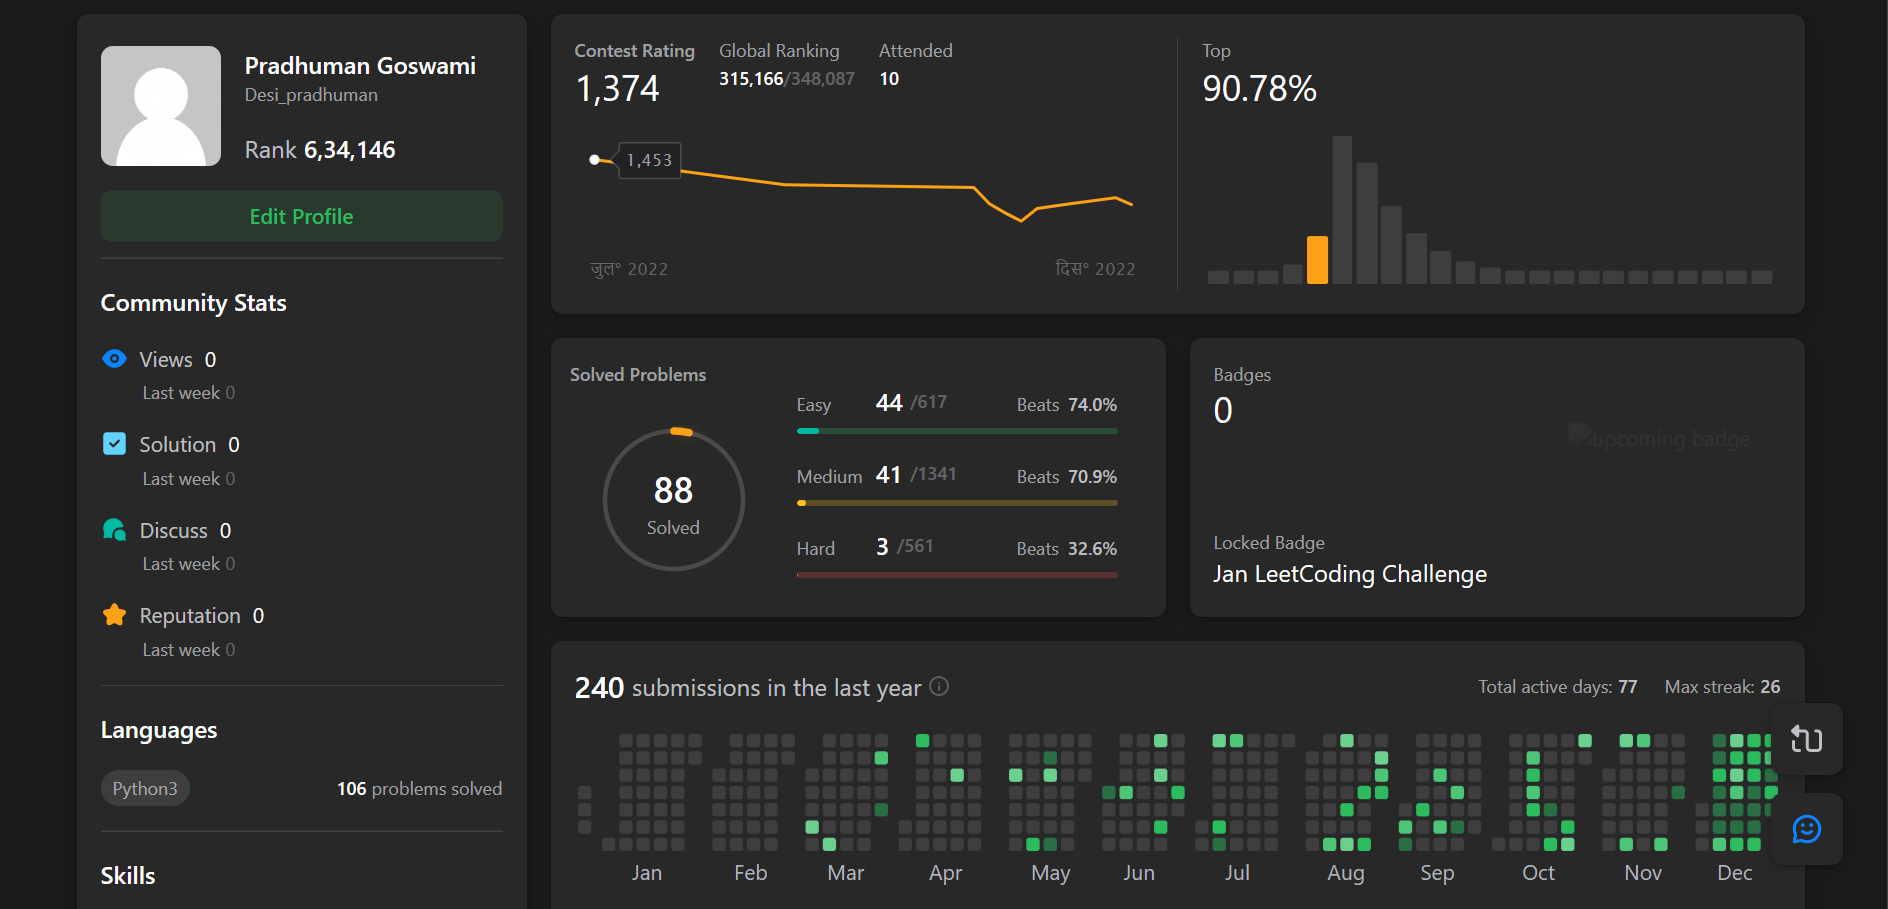 Pradhuman Goswami
Desi_pradhuman
Rank 6,34,146
Edit Profile
Community Stats
Views 0
Last week 0
Solution 0
Last week 0
Discuss 0
Last week 0
Reputation 0
Last week 0
Languages
Python3 106 problems solved
Skills
Contest Rating Global Ranking Attended
1,374 315,166/348,087 10
1,453
जुल॰ 2022 दिस॰ 2022
Top
90.78%
Solved Problems
88
Solved
Easy 44 /617 Beats 74.0%
Medium 41 /1341 Beats 70.9%
Hard 3 /561 Beats 32.6%
Badges
0
upcoming badge
Locked Badge
Jan LeetCoding Challenge
240 submissions in the last year Total active days: 77 Max streak: 26
Jan Feb Mar Apr May Jun Jul Aug Sep Oct Nov Dec